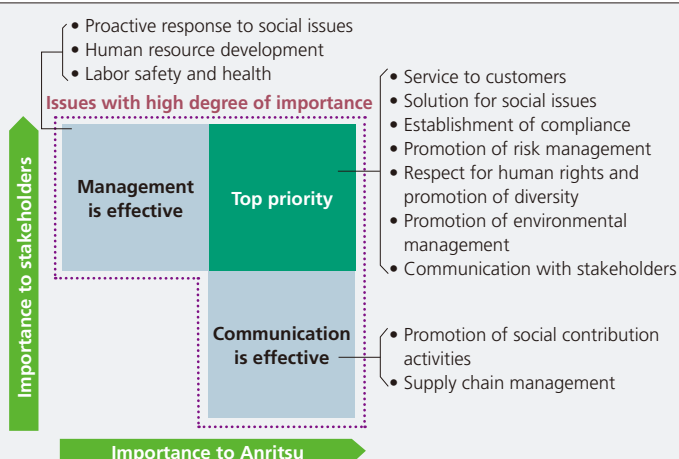 • Proactive response to social issues
• Human resource development
• Labor safety and health
Issues with high degree of importance
• Service to customers
• Solution for social issues
• Establishment of compliance
• Promotion of risk management
• Respect for human rights and
promotion of diversity
• Promotion of environmental
management
• Communication with stakeholders
Importance to stakeholders
Management
is effective
Top priority
Communication
is effective
• Promotion of social contribution
activities
• Supply chain management
Importance to Anritsu